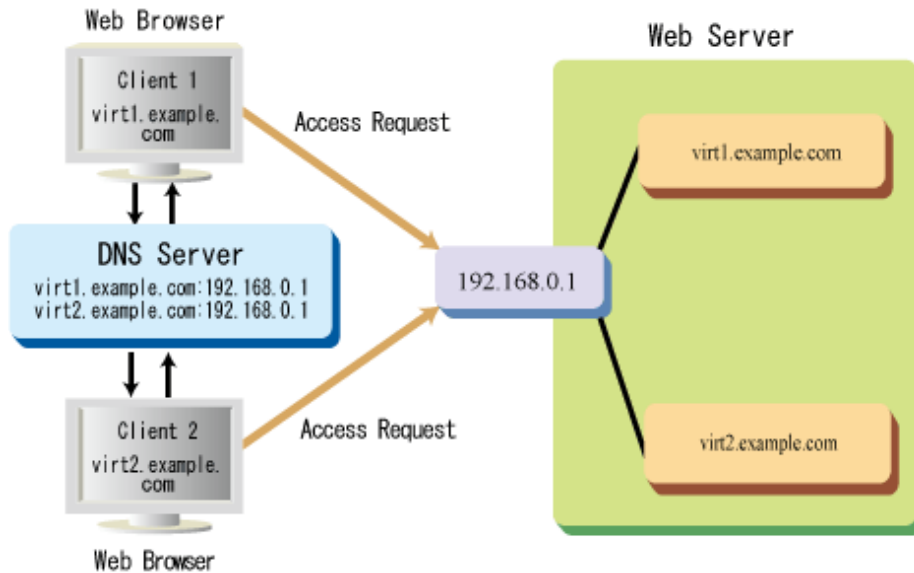 Web Browser
Client 1
virt1.example.
com
Access Request
DNS Server
virt1.example.com:192.168.0.1
virt2.example.com:192.168.0.1
Client 2
virt2.example.
com
Web Browser
Access Request
192.168.0.1
Web Server
virt1.example.com
virt2.example.com